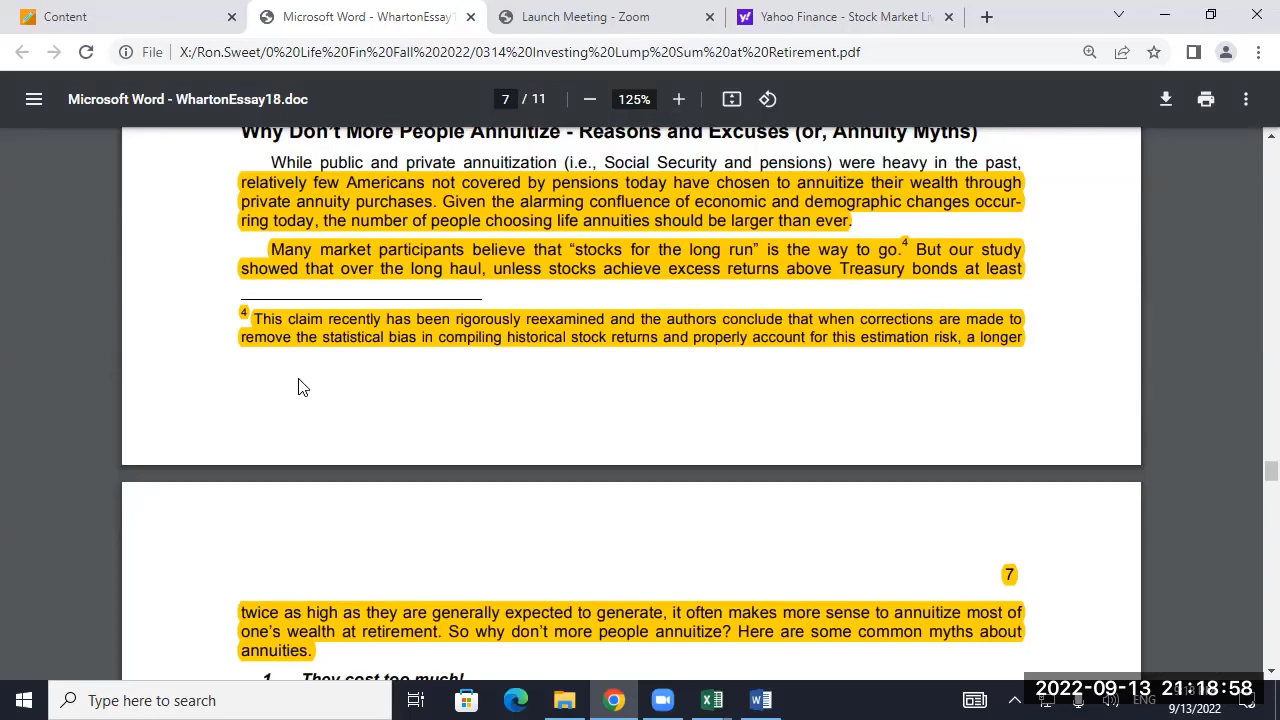 Content
Microsoft Word - WhartonEssay1
Launch Meeting - Zoom
Yahoo Finance - Stock Market Li
File
X:/Ron.Sweet/0%20Life%20Fin%20Fall%202022/0314%20Investing%20Lump%20Sum%20at%20Retirement.pdf
Microsoft Word - WhartonEssay18.doc
7 / 11
125%
Why Don't More People Annuitize - Reasons and Excuses (or, Annuity Myths)
While public and private annuitization (i.e., Social Security and pensions) were heavy in the past,
relatively few Americans not covered by pensions today have chosen to annuitize their wealth through
private annuity purchases. Given the alarming confluence of economic and demographic changes occur-
ring today, the number of people choosing life annuities should be larger than ever.
Many market participants believe that “stocks for the long run” is the way to go.4 But our study
showed that over the long haul, unless stocks achieve excess returns above Treasury bonds at least
4 This claim recently has been rigorously reexamined and the authors conclude that when corrections are made to
remove the statistical bias in compiling historical stock returns and properly account for this estimation risk, a longer
7
twice as high as they are generally expected to generate, it often makes more sense to annuitize most of
one's wealth at retirement. So why don't more people annuitize? Here are some common myths about
annuities.
1. They cost too much!
Type here to search
2022-09-13 21:18:58
ENG
9/13/2022